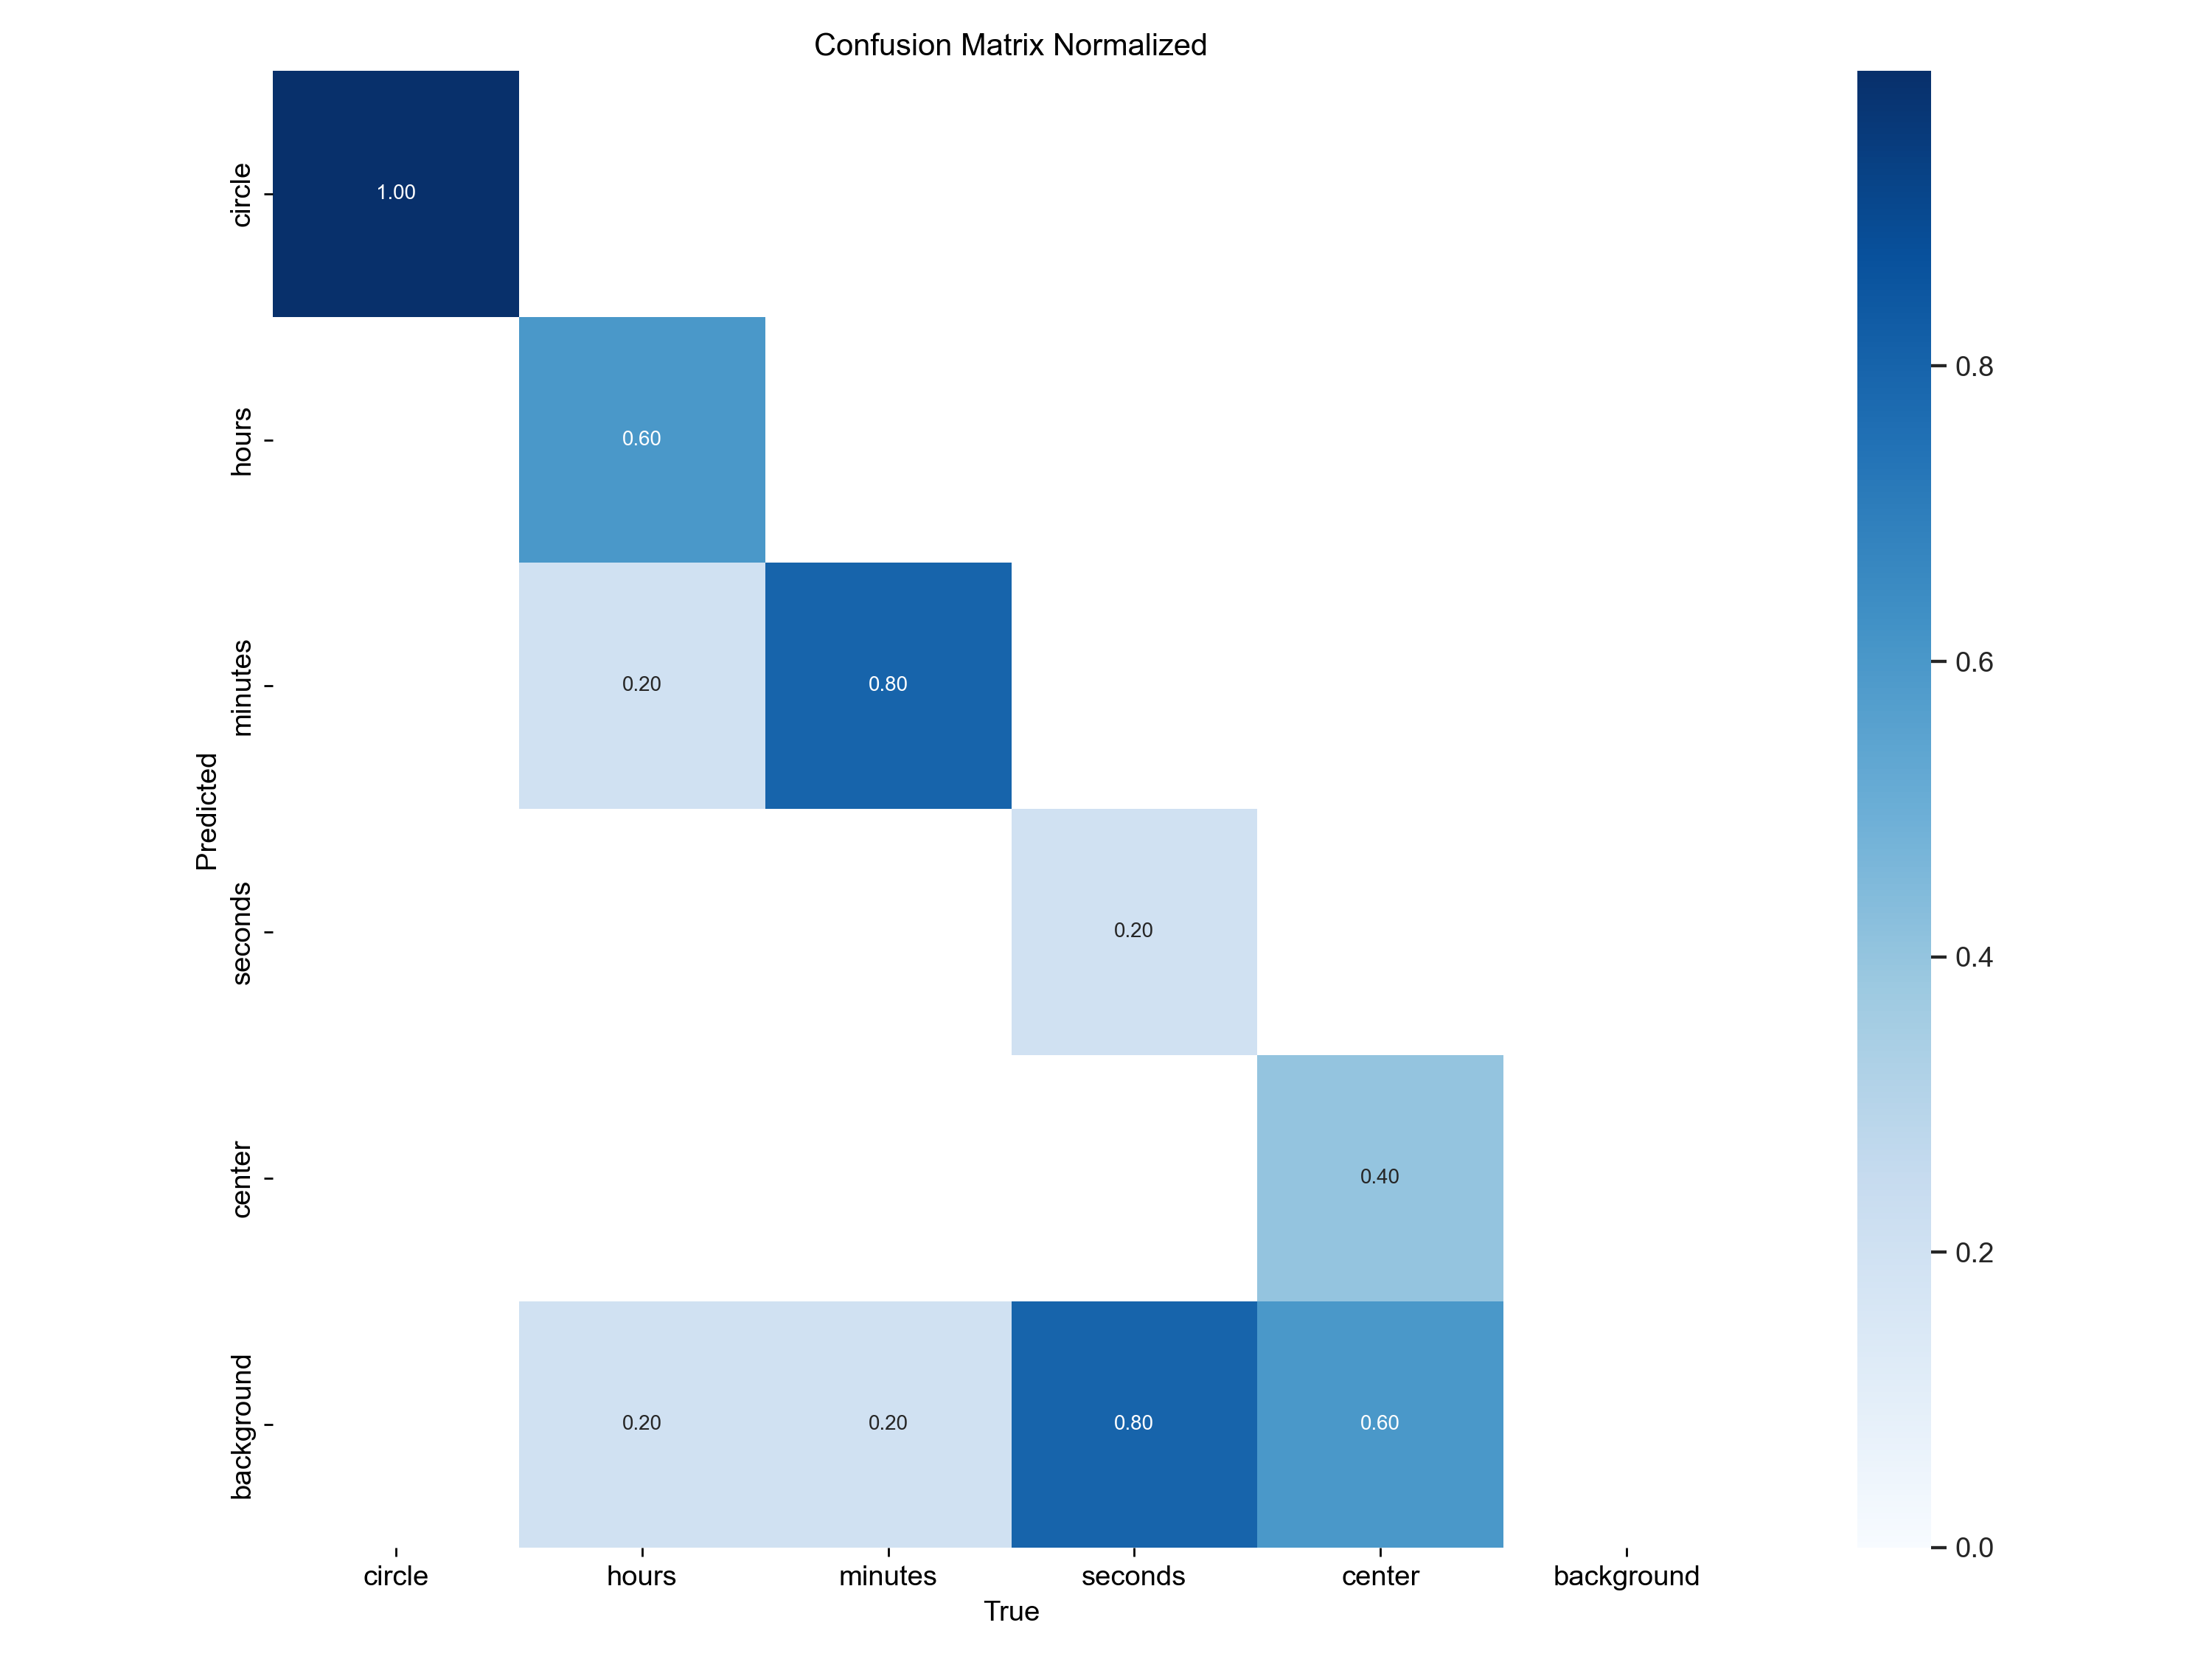 Confusion Matrix Normalized
circle
1.00
hours
0.60
minutes
0.20 0.80
seconds
0.20
center
0.40
background
0.20 0.20 0.80 0.60
Predicted
circle hours minutes seconds center background
True
0.8
0.6
0.4
0.2
0.0